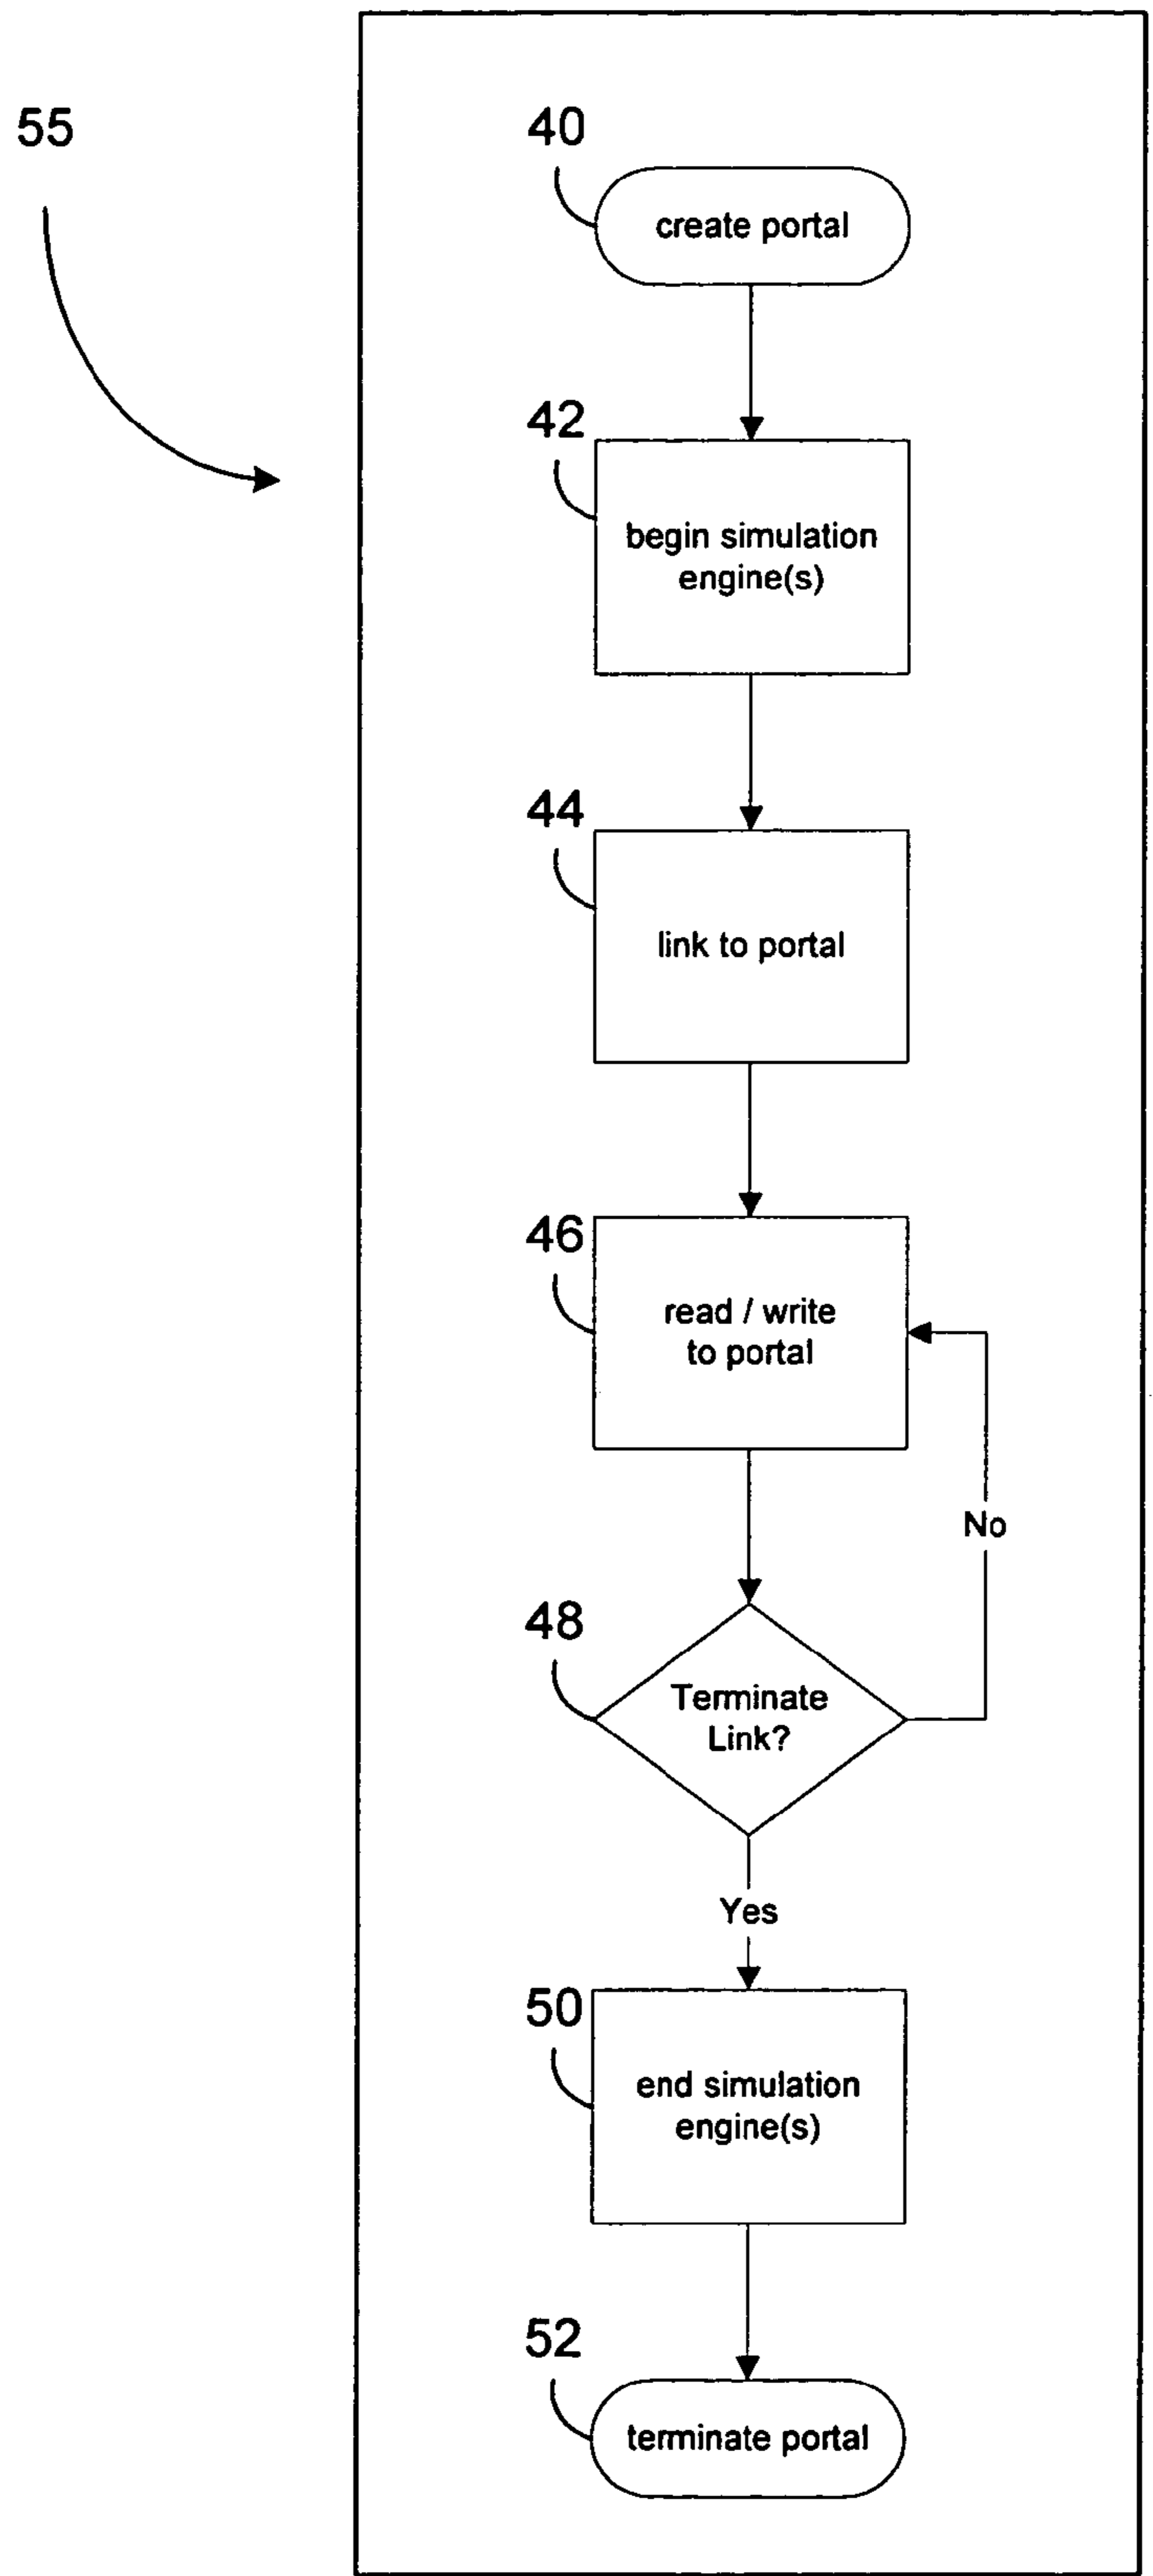 55
40
create portal
42
begin simulation
engine(s)
44
link to portal
46
read / write
to portal
No
48
Terminate
Link?
Yes
50
end simulation
engine(s)
52
terminate portal